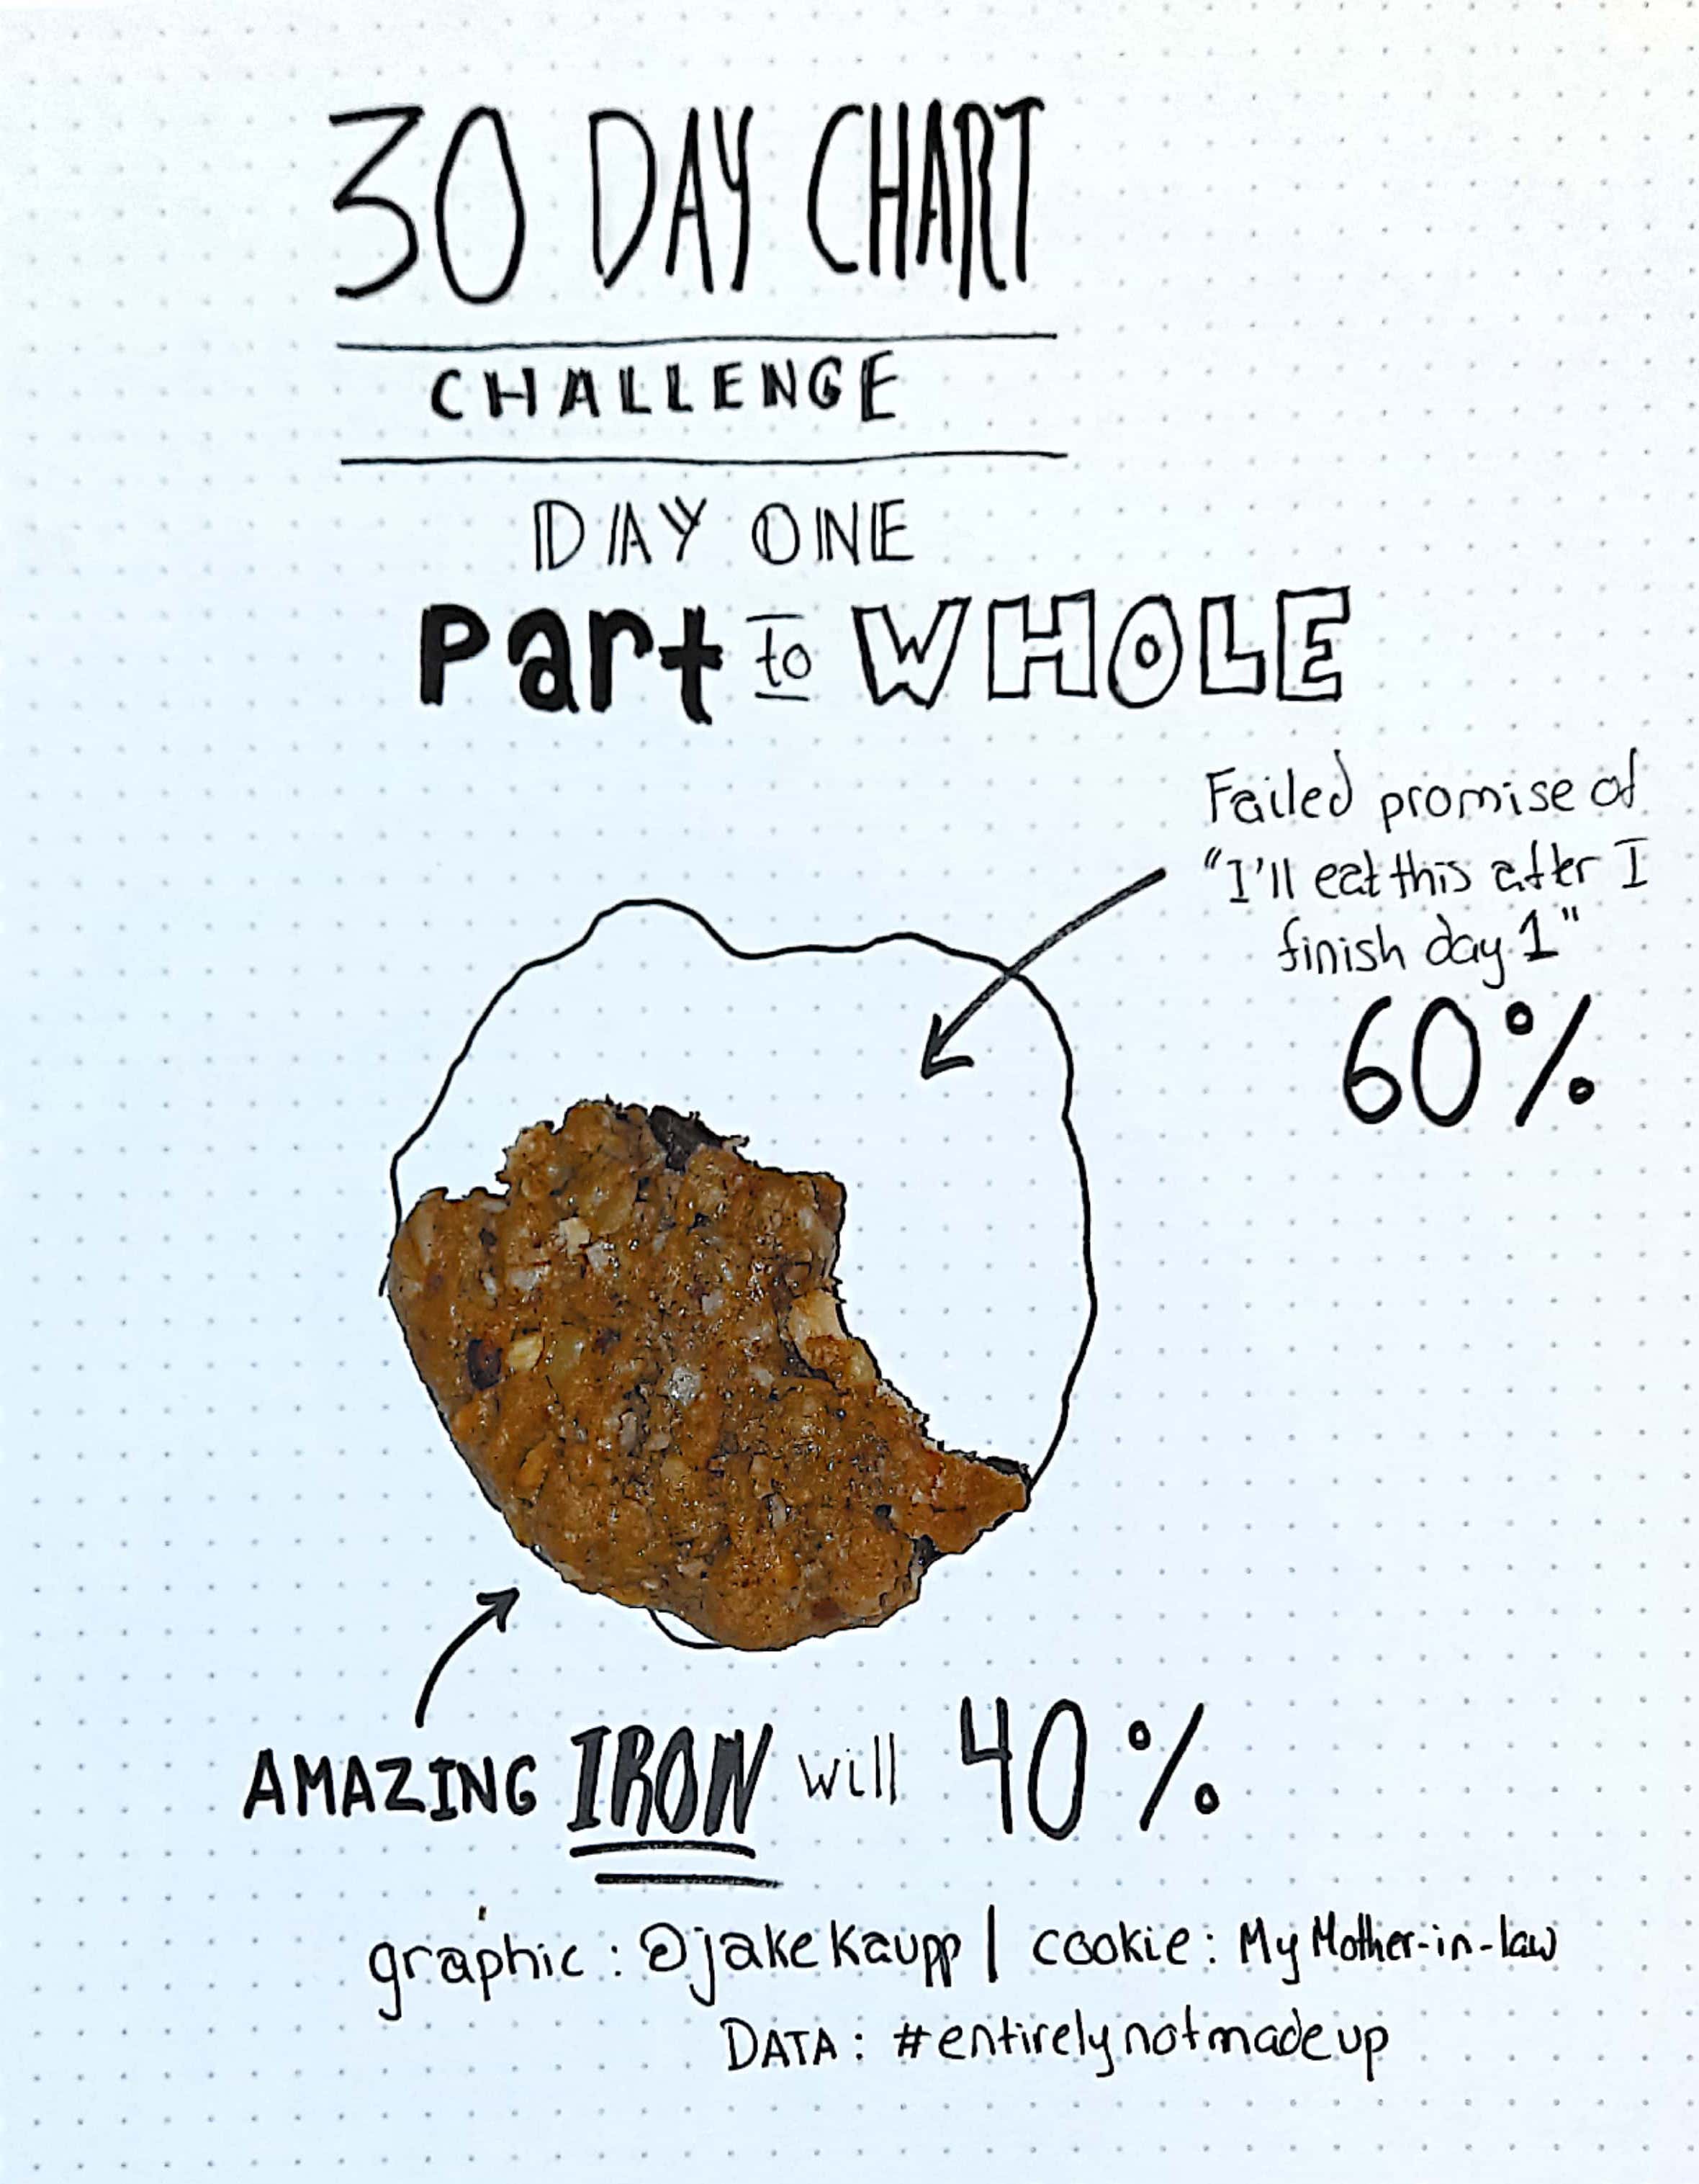 30 DAY CHART
CHALLENGE
DAY ONE
Part to WHOLE
Failed promise of
"I'll eat this after I
finish day 1"
60%
AMAZING IRON will 40%
graphic: @jakekaupp | cookie: My Mother-in-law
DATA: #entirelynotmadeup